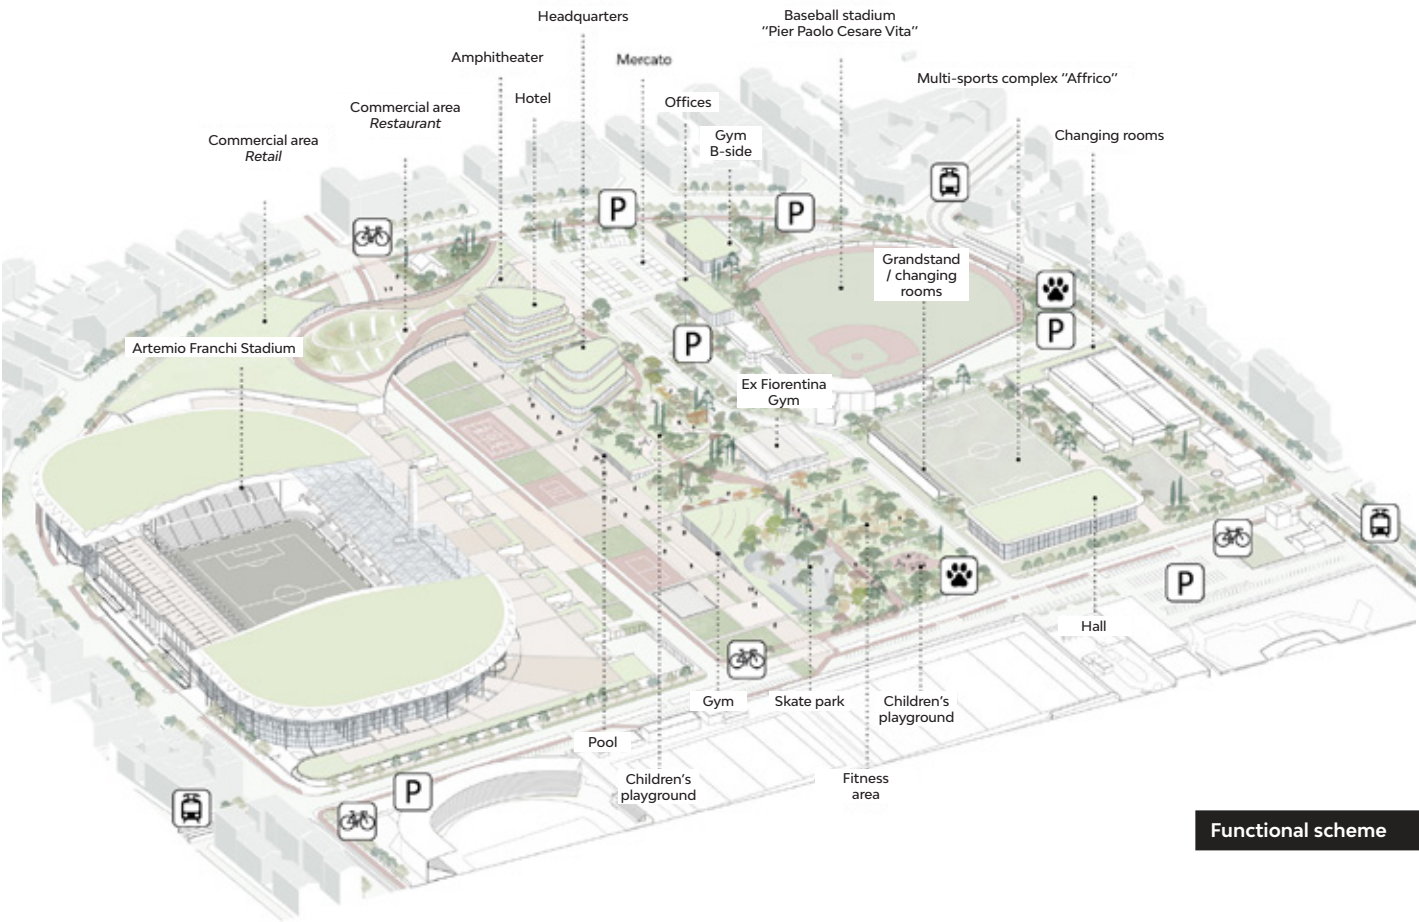 Headquarters
Baseball stadium
“Pier Paolo Cesare Vita”
Amphitheater
Mercato
Multi-sports complex “Affrico”
Hotel
Offices
Commercial area
Restaurant
Gym
B-side
Changing rooms
Commercial area
Retail
P
P
Grandstand
/ changing
rooms
P
P
Artemio Franchi Stadium
Ex Fiorentina
Gym
P
Hall
Gym
Skate park
Children’s
playground
Pool
Children’s
playground
Fitness
area
P
Functional scheme